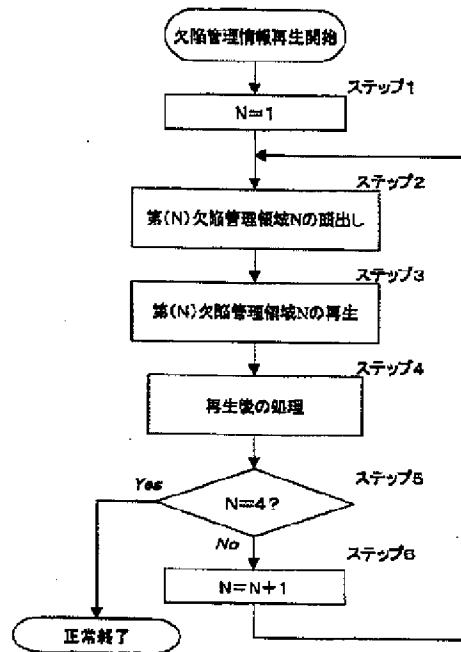 欠陥管理情報再生開始
ステップ1
N=1
ステップ2
第(N)欠陥管理領域Nの頭出し
ステップ3
第(N)欠陥管理領域Nの再生
ステップ4
再生後の処理
ステップ5
Yes
N=4?
No
ステップ6
N=N+1
正常終了